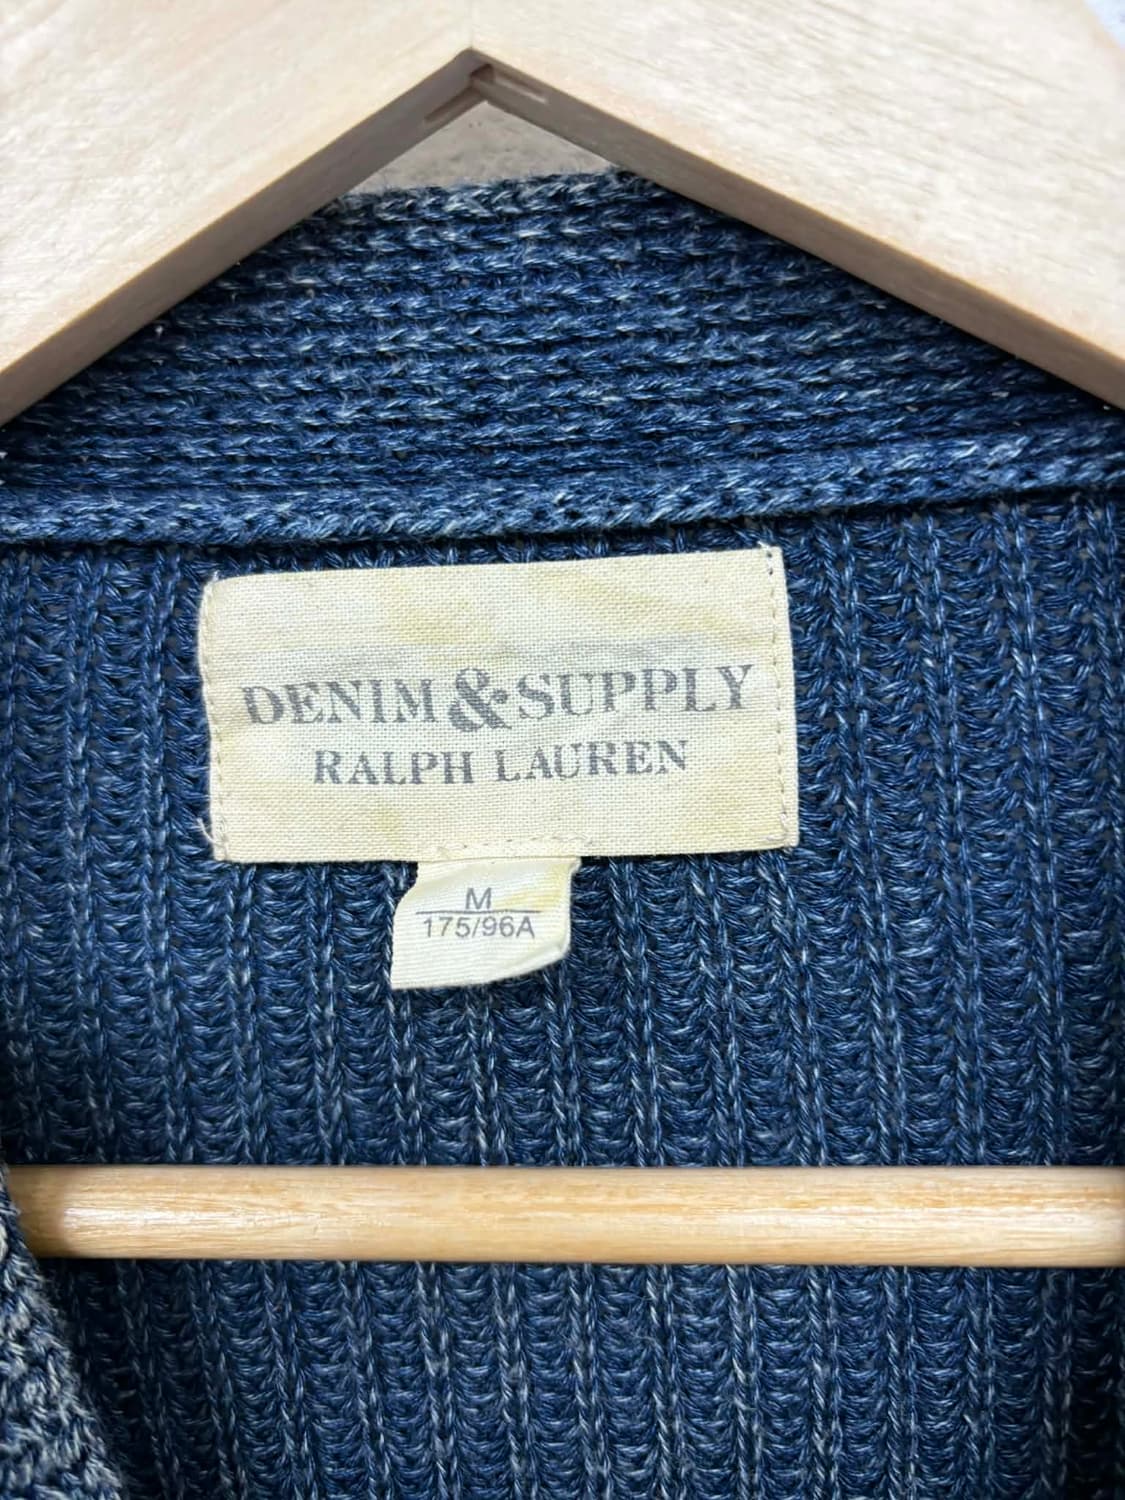 DENIM & SUPPLY
RALPH LAUREN
M
175/96A